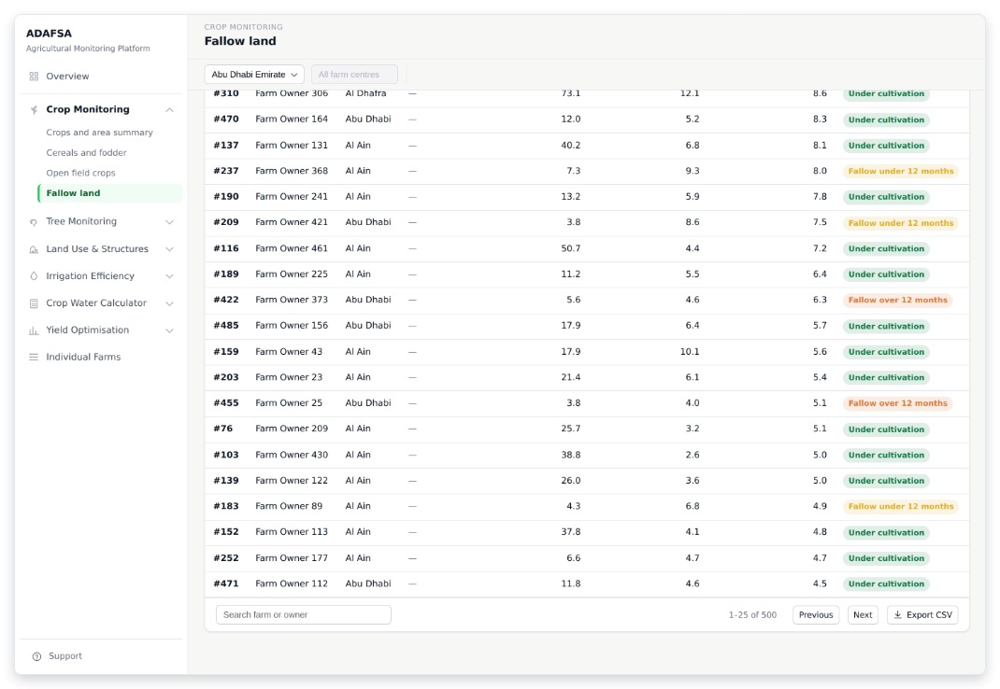 ADAFSA
Agricultural Monitoring Platform
Overview
Crop Monitoring
Crops and area summary
Cereals and fodder
Open field crops
Fallow land
Tree Monitoring
Land Use & Structures
Irrigation Efficiency
Crop Water Calculator
Yield Optimisation
Individual Farms
Support
CROP MONITORING
Fallow land
Abu Dhabi Emirate All farm centres
#310 Farm Owner 306 Al Dhafra — 73.1 12.1 8.6 Under cultivation
#470 Farm Owner 164 Abu Dhabi — 12.0 5.2 8.3 Under cultivation
#137 Farm Owner 131 Al Ain — 40.2 6.8 8.1 Under cultivation
#237 Farm Owner 368 Al Ain — 7.3 9.3 8.0 Fallow under 12 months
#190 Farm Owner 241 Al Ain — 13.2 5.9 7.8 Under cultivation
#209 Farm Owner 421 Abu Dhabi — 3.8 8.6 7.5 Fallow under 12 months
#116 Farm Owner 461 Al Ain — 50.7 4.4 7.2 Under cultivation
#189 Farm Owner 225 Al Ain — 11.2 5.5 6.4 Under cultivation
#422 Farm Owner 373 Abu Dhabi — 5.6 4.6 6.3 Fallow over 12 months
#485 Farm Owner 156 Abu Dhabi — 17.9 6.4 5.7 Under cultivation
#159 Farm Owner 43 Al Ain — 17.9 10.1 5.6 Under cultivation
#203 Farm Owner 23 Al Ain — 21.4 6.1 5.4 Under cultivation
#455 Farm Owner 25 Abu Dhabi — 3.8 4.0 5.1 Fallow over 12 months
#76 Farm Owner 209 Al Ain — 25.7 3.2 5.1 Under cultivation
#103 Farm Owner 430 Al Ain — 38.8 2.6 5.0 Under cultivation
#139 Farm Owner 122 Al Ain — 26.0 3.6 5.0 Under cultivation
#183 Farm Owner 89 Al Ain — 4.3 6.8 4.9 Fallow under 12 months
#152 Farm Owner 113 Al Ain — 37.8 4.1 4.8 Under cultivation
#252 Farm Owner 177 Al Ain — 6.6 4.7 4.7 Under cultivation
#471 Farm Owner 112 Abu Dhabi — 11.8 4.6 4.5 Under cultivation
Search farm or owner 1-25 of 500 Previous Next Export CSV